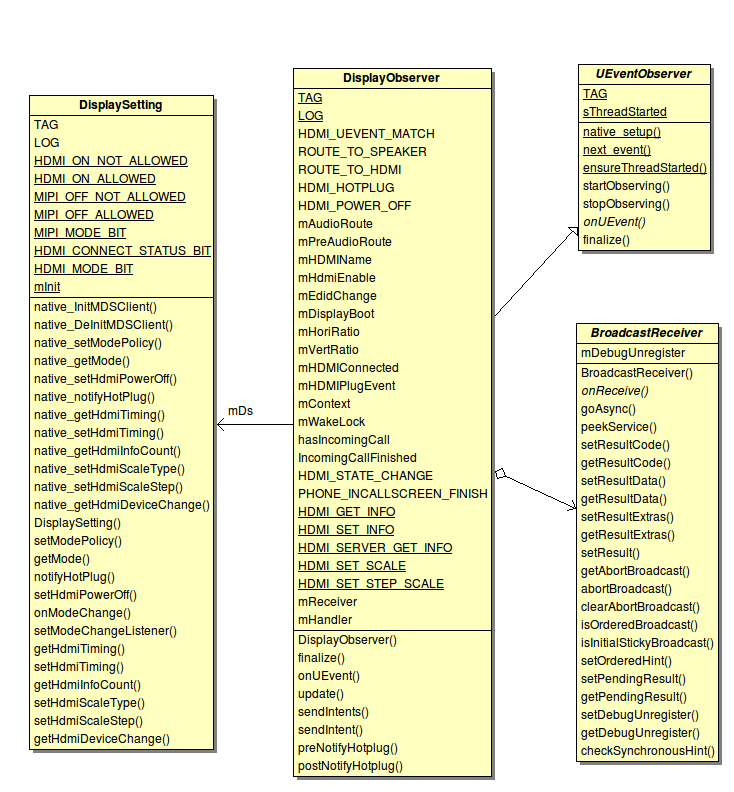 DisplaySetting
TAG
LOG
HDMI_ON_NOT_ALLOWED
HDMI_ON_ALLOWED
MIPI_OFF_NOT_ALLOWED
MIPI_OFF_ALLOWED
MIPI_MODE_BIT
HDMI_CONNECT_STATUS_BIT
HDMI_MODE_BIT
mInit
native_InitMDSClient()
native_DeInitMDSClient()
native_setModePolicy()
native_getMode()
native_setHdmiPowerOff()
native_notifyHotPlug()
native_getHdmiTiming()
native_setHdmiTiming()
native_getHdmiInfoCount()
native_setHdmiScaleType()
native_setHdmiScaleStep()
native_getHdmiDeviceChange()
DisplaySetting()
setModePolicy()
getMode()
notifyHotPlug()
setHdmiPowerOff()
onModeChange()
setModeChangeListener()
getHdmiTiming()
setHdmiTiming()
getHdmiInfoCount()
setHdmiScaleType()
setHdmiScaleStep()
getHdmiDeviceChange()
mDs
DisplayObserver
TAG
LOG
HDMI_UEVENT_MATCH
ROUTE_TO_SPEAKER
ROUTE_TO_HDMI
HDMI_HOTPLUG
HDMI_POWER_OFF
mAudioRoute
mPreAudioRoute
mHDMIName
mHdmiEnable
mEdidChange
mDisplayBoot
mHoriRatio
mVertRatio
mHDMIConnected
mHDMIPlugEvent
mContext
mWakeLock
hasIncomingCall
IncomingCallFinished
HDMI_STATE_CHANGE
PHONE_INCALLSCREEN_FINISH
HDMI_GET_INFO
HDMI_SET_INFO
HDMI_SERVER_GET_INFO
HDMI_SET_SCALE
HDMI_SET_STEP_SCALE
mReceiver
mHandler
DisplayObserver()
finalize()
onUEvent()
update()
sendIntents()
sendIntent()
preNotifyHotplug()
postNotifyHotplug()
UEventObserver
TAG
sThreadStarted
native_setup()
next_event()
ensureThreadStarted()
startObserving()
stopObserving()
onUEvent()
finalize()
BroadcastReceiver
mDebugUnregister
BroadcastReceiver()
onReceive()
goAsync()
peekService()
setResultCode()
getResultCode()
setResultData()
getResultData()
setResultExtras()
getResultExtras()
setResult()
getAbortBroadcast()
abortBroadcast()
clearAbortBroadcast()
isOrderedBroadcast()
isInitialStickyBroadcast()
setOrderedHint()
setPendingResult()
getPendingResult()
setDebugUnregister()
getDebugUnregister()
checkSynchronousHint()